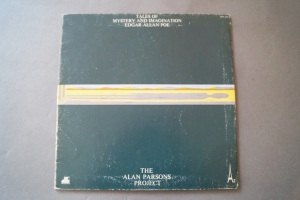 TALES OF
MYSTERY AND IMAGINATION
EDGAR ALLAN POE
THE
ALAN PARSONS
PROJECT